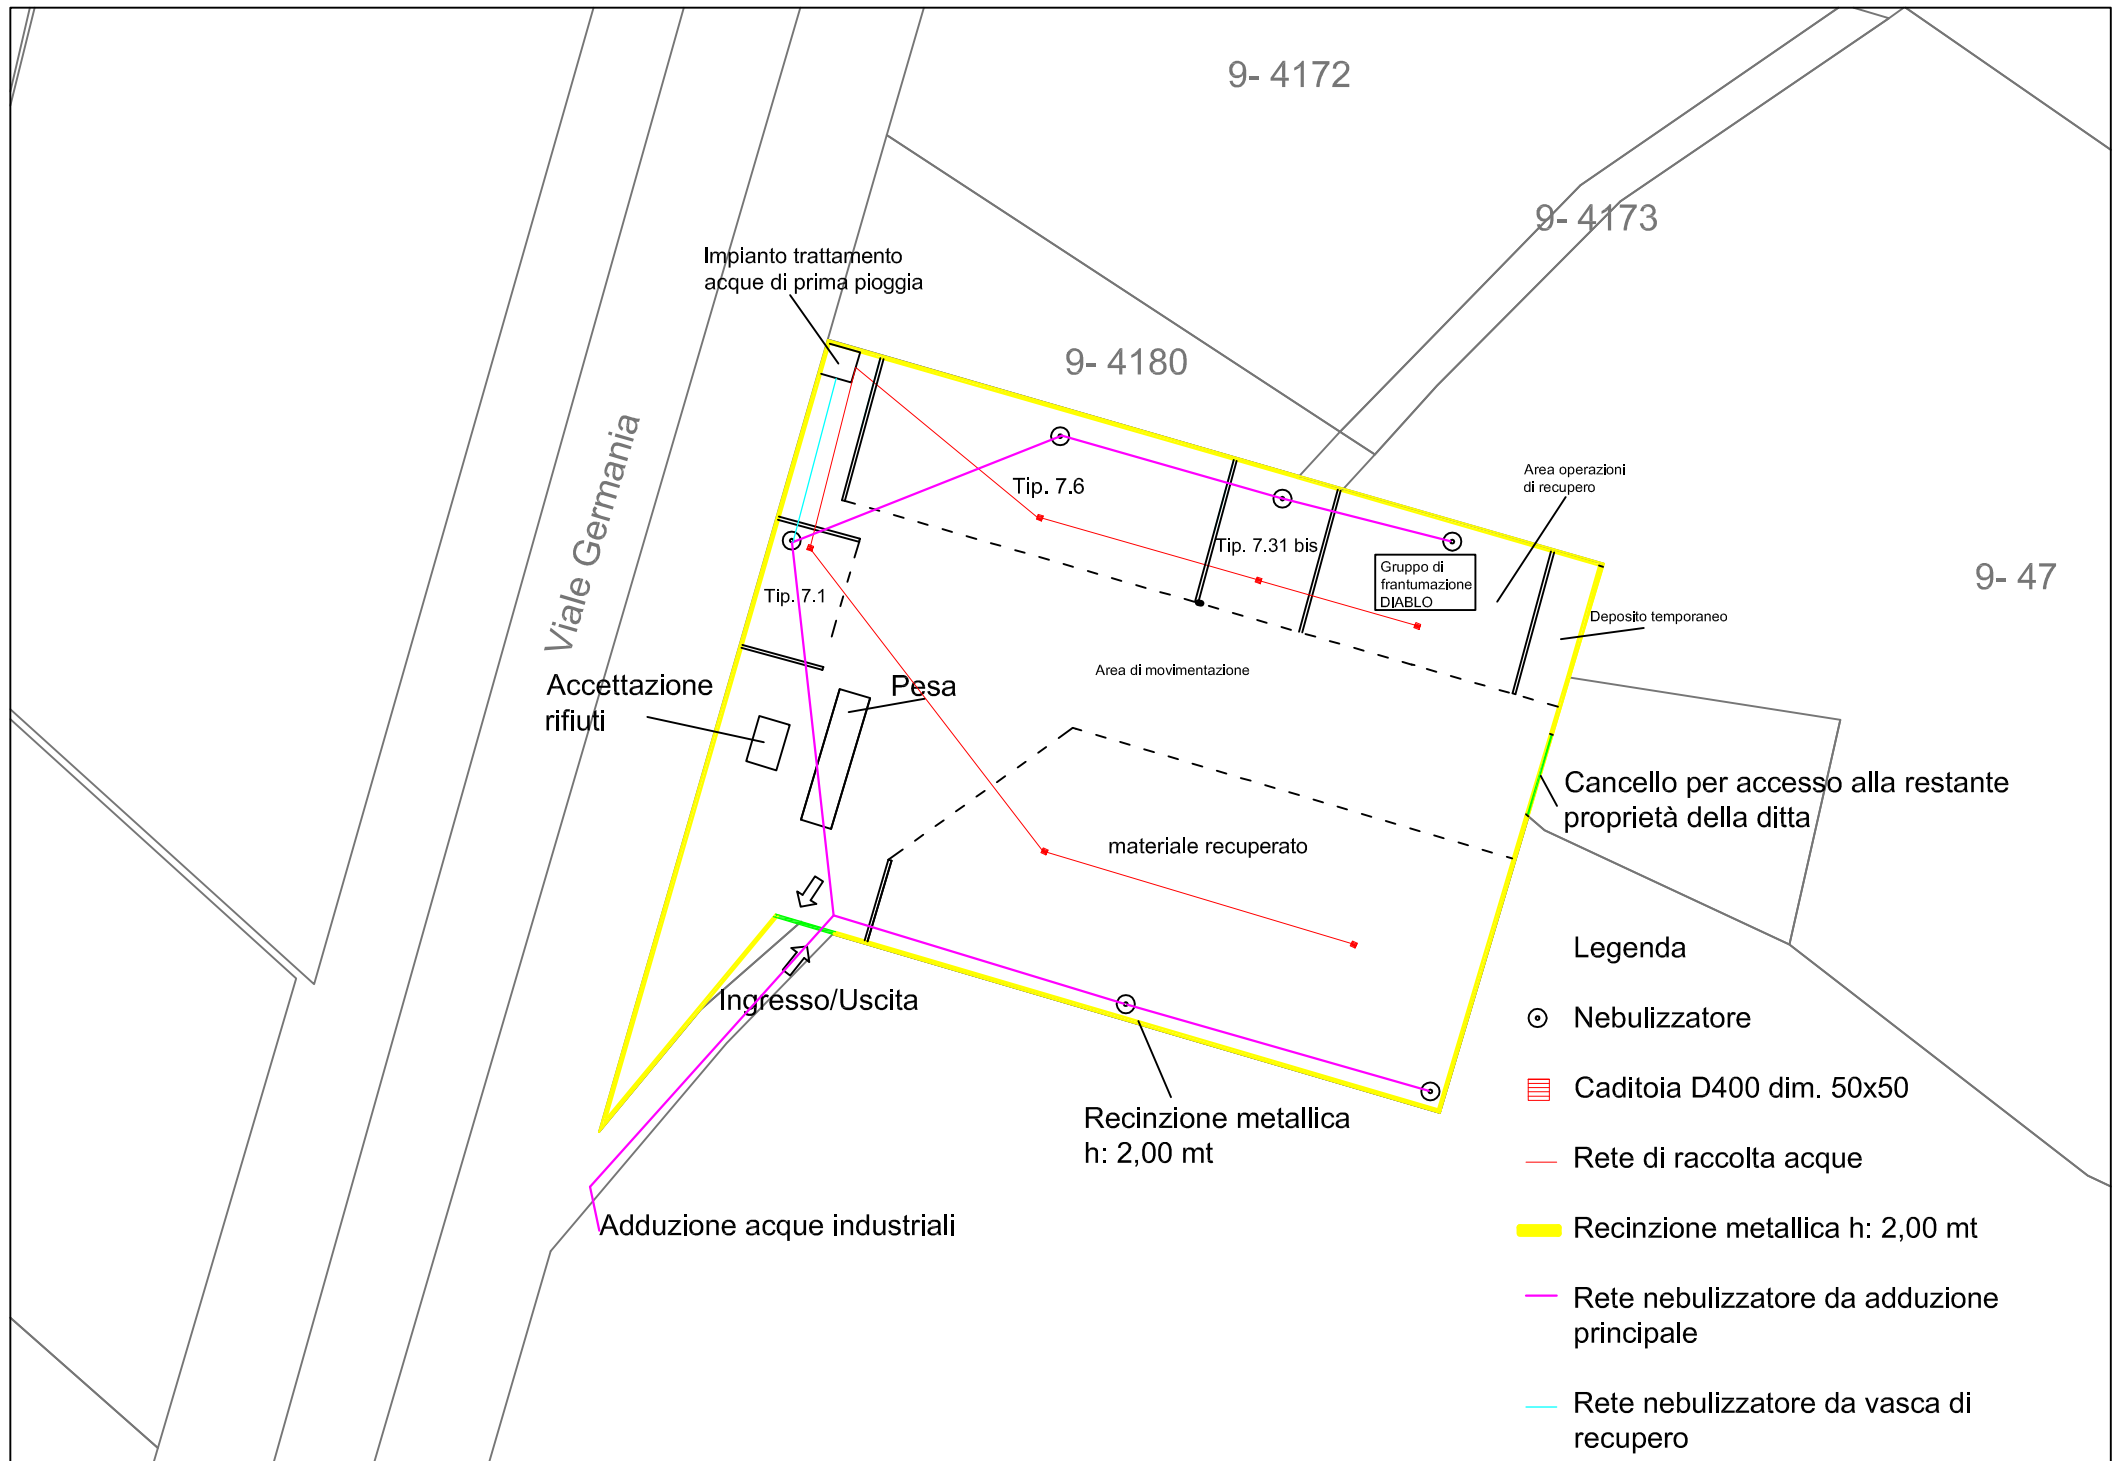 9- 4172
9- 4173
Impianto trattamento
acque di prima pioggia
9- 4180
Viale Germania
Tip. 7.6
Area operazioni
di recupero
Tip. 7.31 bis
Gruppo di
frantumazione
DIABLO
9- 47
Tip. 7.1
Deposito temporaneo
Area di movimentazione
Accettazione
rifiuti
Pesa
Cancello per accesso alla restante
proprietà della ditta
materiale recuperato
Ingresso/Uscita
Recinzione metallica
h: 2,00 mt
Adduzione acque industriali
Legenda
Nebulizzatore
Caditoia D400 dim. 50x50
Rete di raccolta acque
Recinzione metallica h: 2,00 mt
Rete nebulizzatore da adduzione
principale
Rete nebulizzatore da vasca di
recupero